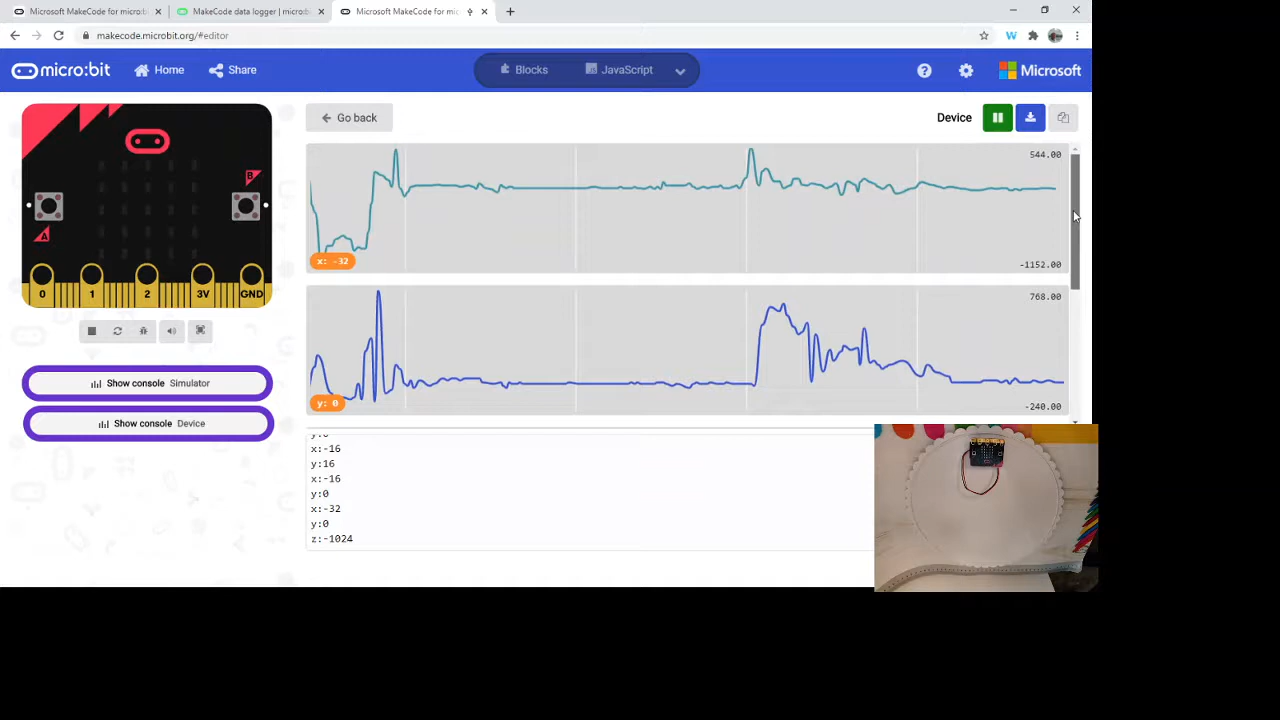 Microsoft MakeCode for micro:bit
MakeCode data logger | micro:bit
Microsoft MakeCode for mic
makecode.microbit.org/#editor
micro:bit
Home
Share
Blocks
JavaScript
Microsoft
Go back
Device
544.00
x: -32
-1152.00
768.00
y: 0
-240.00
A
B
0
1
2
3V
GND
Show console Simulator
Show console Device
y:0
x:-16
y:16
x:-16
y:0
x:-32
y:0
z:-1024